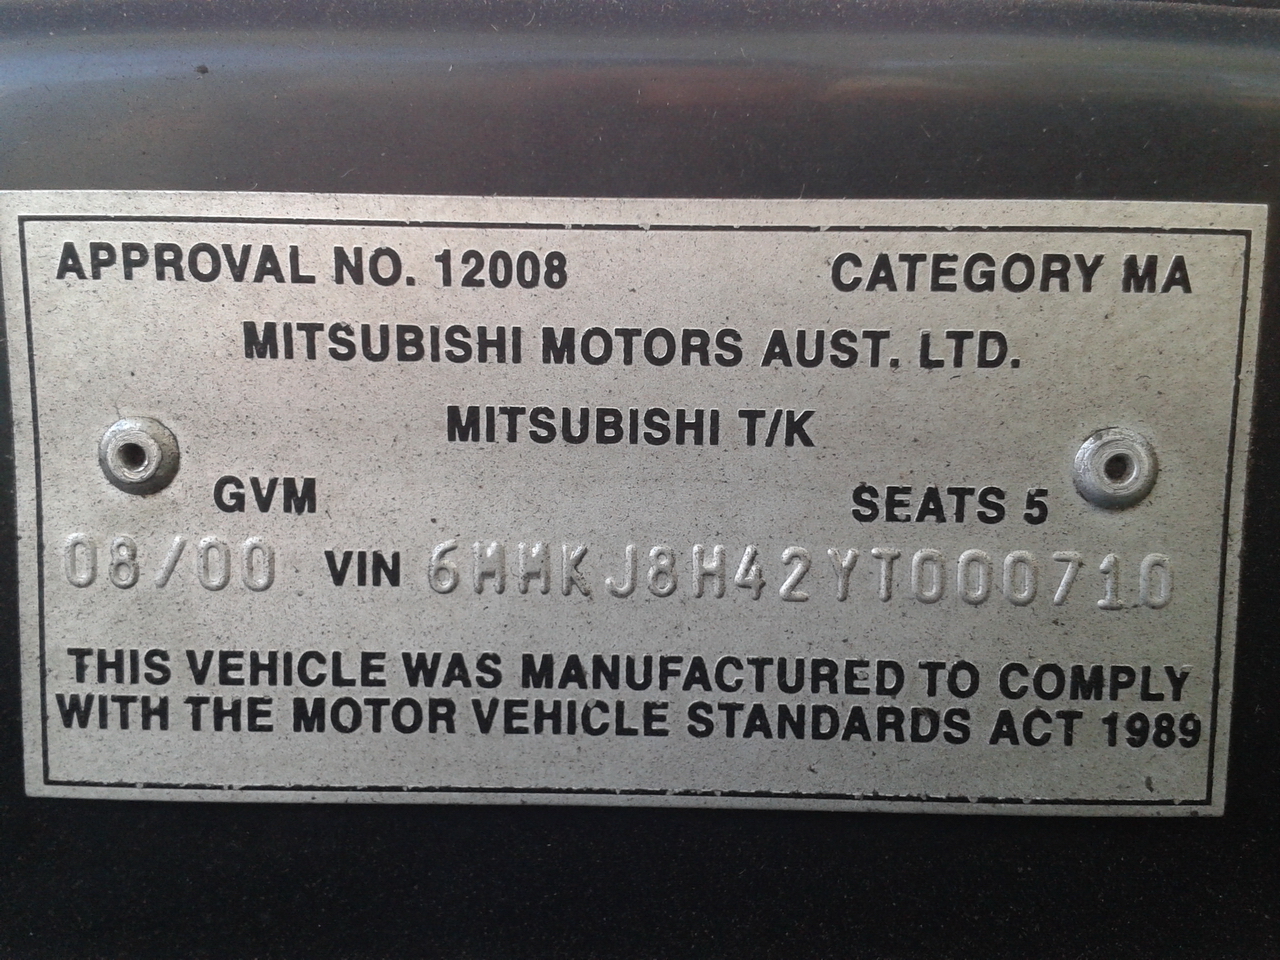 APPROVAL NO. 12008 CATEGORY MA
MITSUBISHI MOTORS AUST. LTD.
MITSUBISHI T/K
GVM SEATS 5
08/00 VIN 6MMKJ8H42YT000710
THIS VEHICLE WAS MANUFACTURED TO COMPLY
WITH THE MOTOR VEHICLE STANDARDS ACT 1989